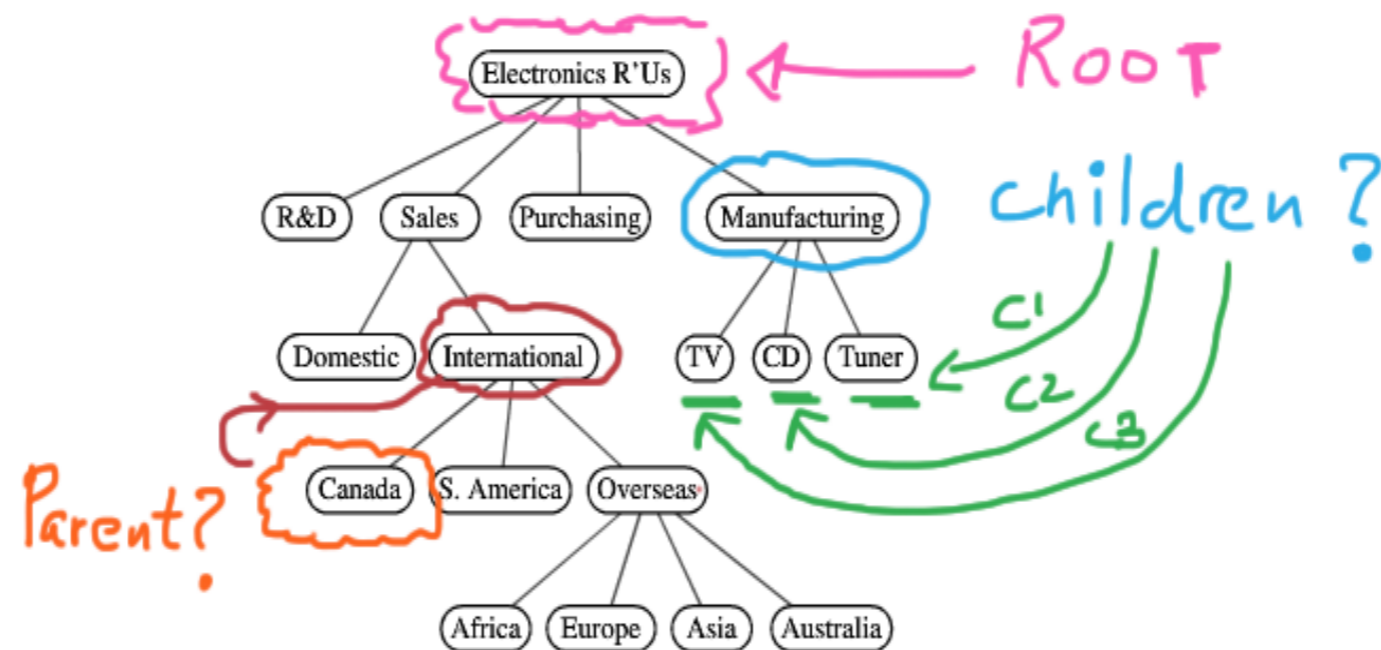 Electronics R'Us
Root
R&D
Sales
Purchasing
Manufacturing
children ?
Domestic
International
TV
CD
Tuner
C1
C2
C3
Parent?
Canada
S. America
Overseas
Africa
Europe
Asia
Australia